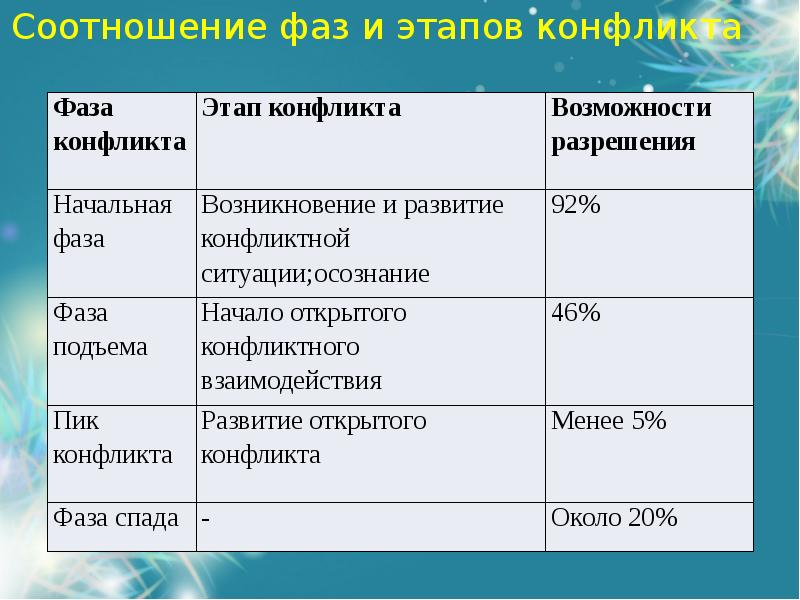 Соотношение фаз и этапов конфликта
Фаза
конфликта
Этап конфликта
Возможности
разрешения
Начальная
фаза
Возникновение и развитие
конфликтной
ситуации;осознание
92%
Фаза
подъема
Начало открытого
конфликтного
взаимодействия
46%
Пик
конфликта
Развитие открытого
конфликта
Менее 5%
Фаза спада
-
Около 20%